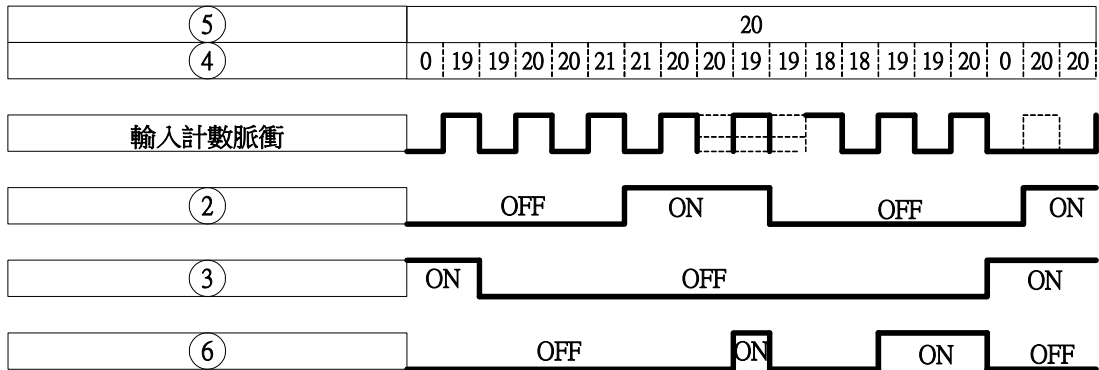 ⑤ 20
④ 0 19 19 20 20 21 21 20 20 19 19 18 18 19 19 20 0 20 20
輸入計數脈衝
② OFF ON OFF ON
③ ON OFF ON
⑥ OFF ON ON OFF